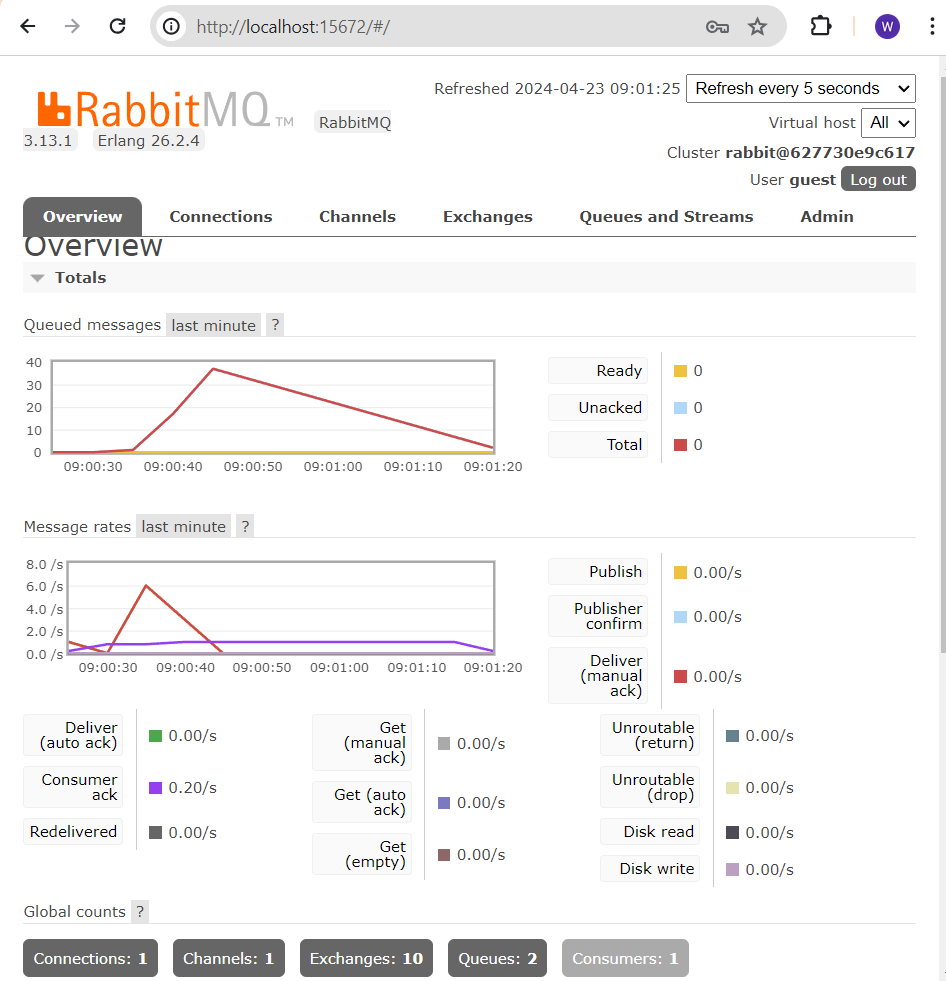 http://localhost:15672/#/
W
RabbitMQ TM
RabbitMQ
3.13.1 Erlang 26.2.4
Refreshed 2024-04-23 09:01:25 Refresh every 5 seconds
Virtual host All
Cluster rabbit@627730e9c617
User guest Log out
Overview Connections Channels Exchanges Queues and Streams Admin
Overview
Totals
Queued messages last minute ?
40
30
20
10
0
09:00:30 09:00:40 09:00:50 09:01:00 09:01:10 09:01:20
Ready 0
Unacked 0
Total 0
Message rates last minute ?
8.0 /s
6.0 /s
4.0 /s
2.0 /s
0.0 /s
09:00:30 09:00:40 09:00:50 09:01:00 09:01:10 09:01:20
Publish 0.00/s
Publisher
confirm 0.00/s
Deliver
(manual
ack) 0.00/s
Deliver
(auto ack) 0.00/s
Consumer
ack 0.20/s
Redelivered 0.00/s
Get
(manual
ack) 0.00/s
Get (auto
ack) 0.00/s
Get
(empty) 0.00/s
Unroutable
(return) 0.00/s
Unroutable
(drop) 0.00/s
Disk read 0.00/s
Disk write 0.00/s
Global counts ?
Connections: 1 Channels: 1 Exchanges: 10 Queues: 2 Consumers: 1